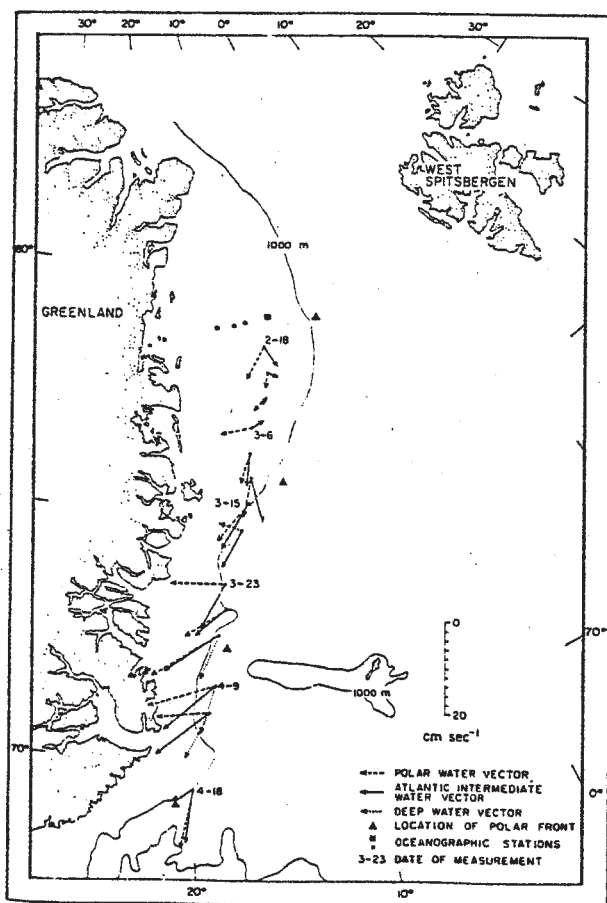 30° 20° 10° 0° 10° 20° 30°
WEST
SPITSBERGEN
1000 m
80°
GREENLAND
2-18
3-6
3-15
3-23
0
70°
1000 m
4-9
20
cm sec⁻¹
70°
POLAR WATER VECTOR
ATLANTIC INTERMEDIATE
WATER VECTOR
0°
DEEP WATER VECTOR
4-18
LOCATION OF POLAR FRONT
OCEANOGRAPHIC STATIONS
3-23 DATE OF MEASUREMENT
20° 10°